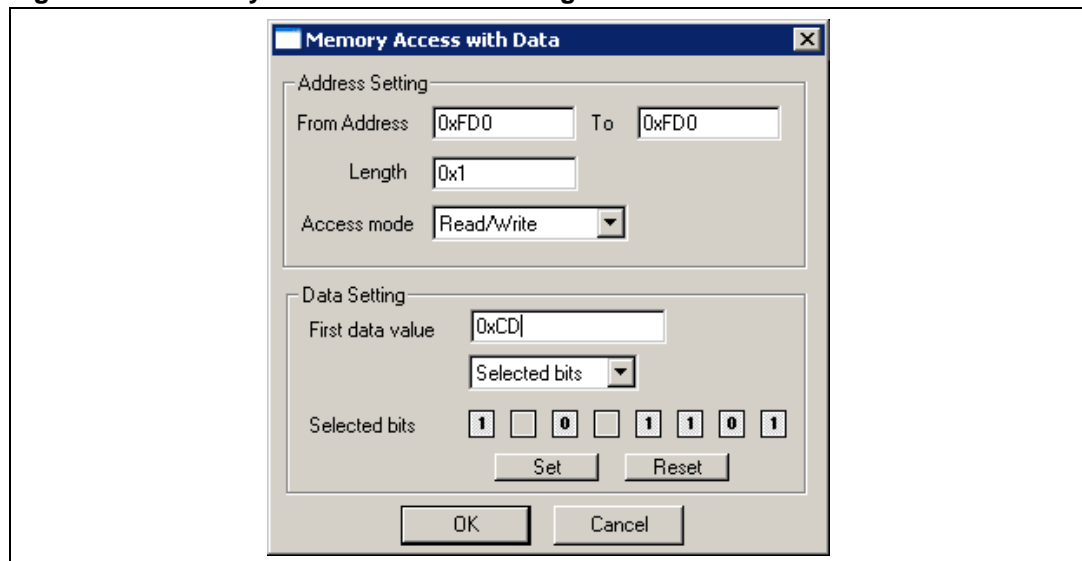 Memory Access with Data
Address Setting
From Address 0xFD0 To 0xFD0
Length 0x1
Access mode Read/Write
Data Setting
First data value 0xCD
Selected bits
Selected bits 1 0 1 1 0 1
Set Reset
OK Cancel